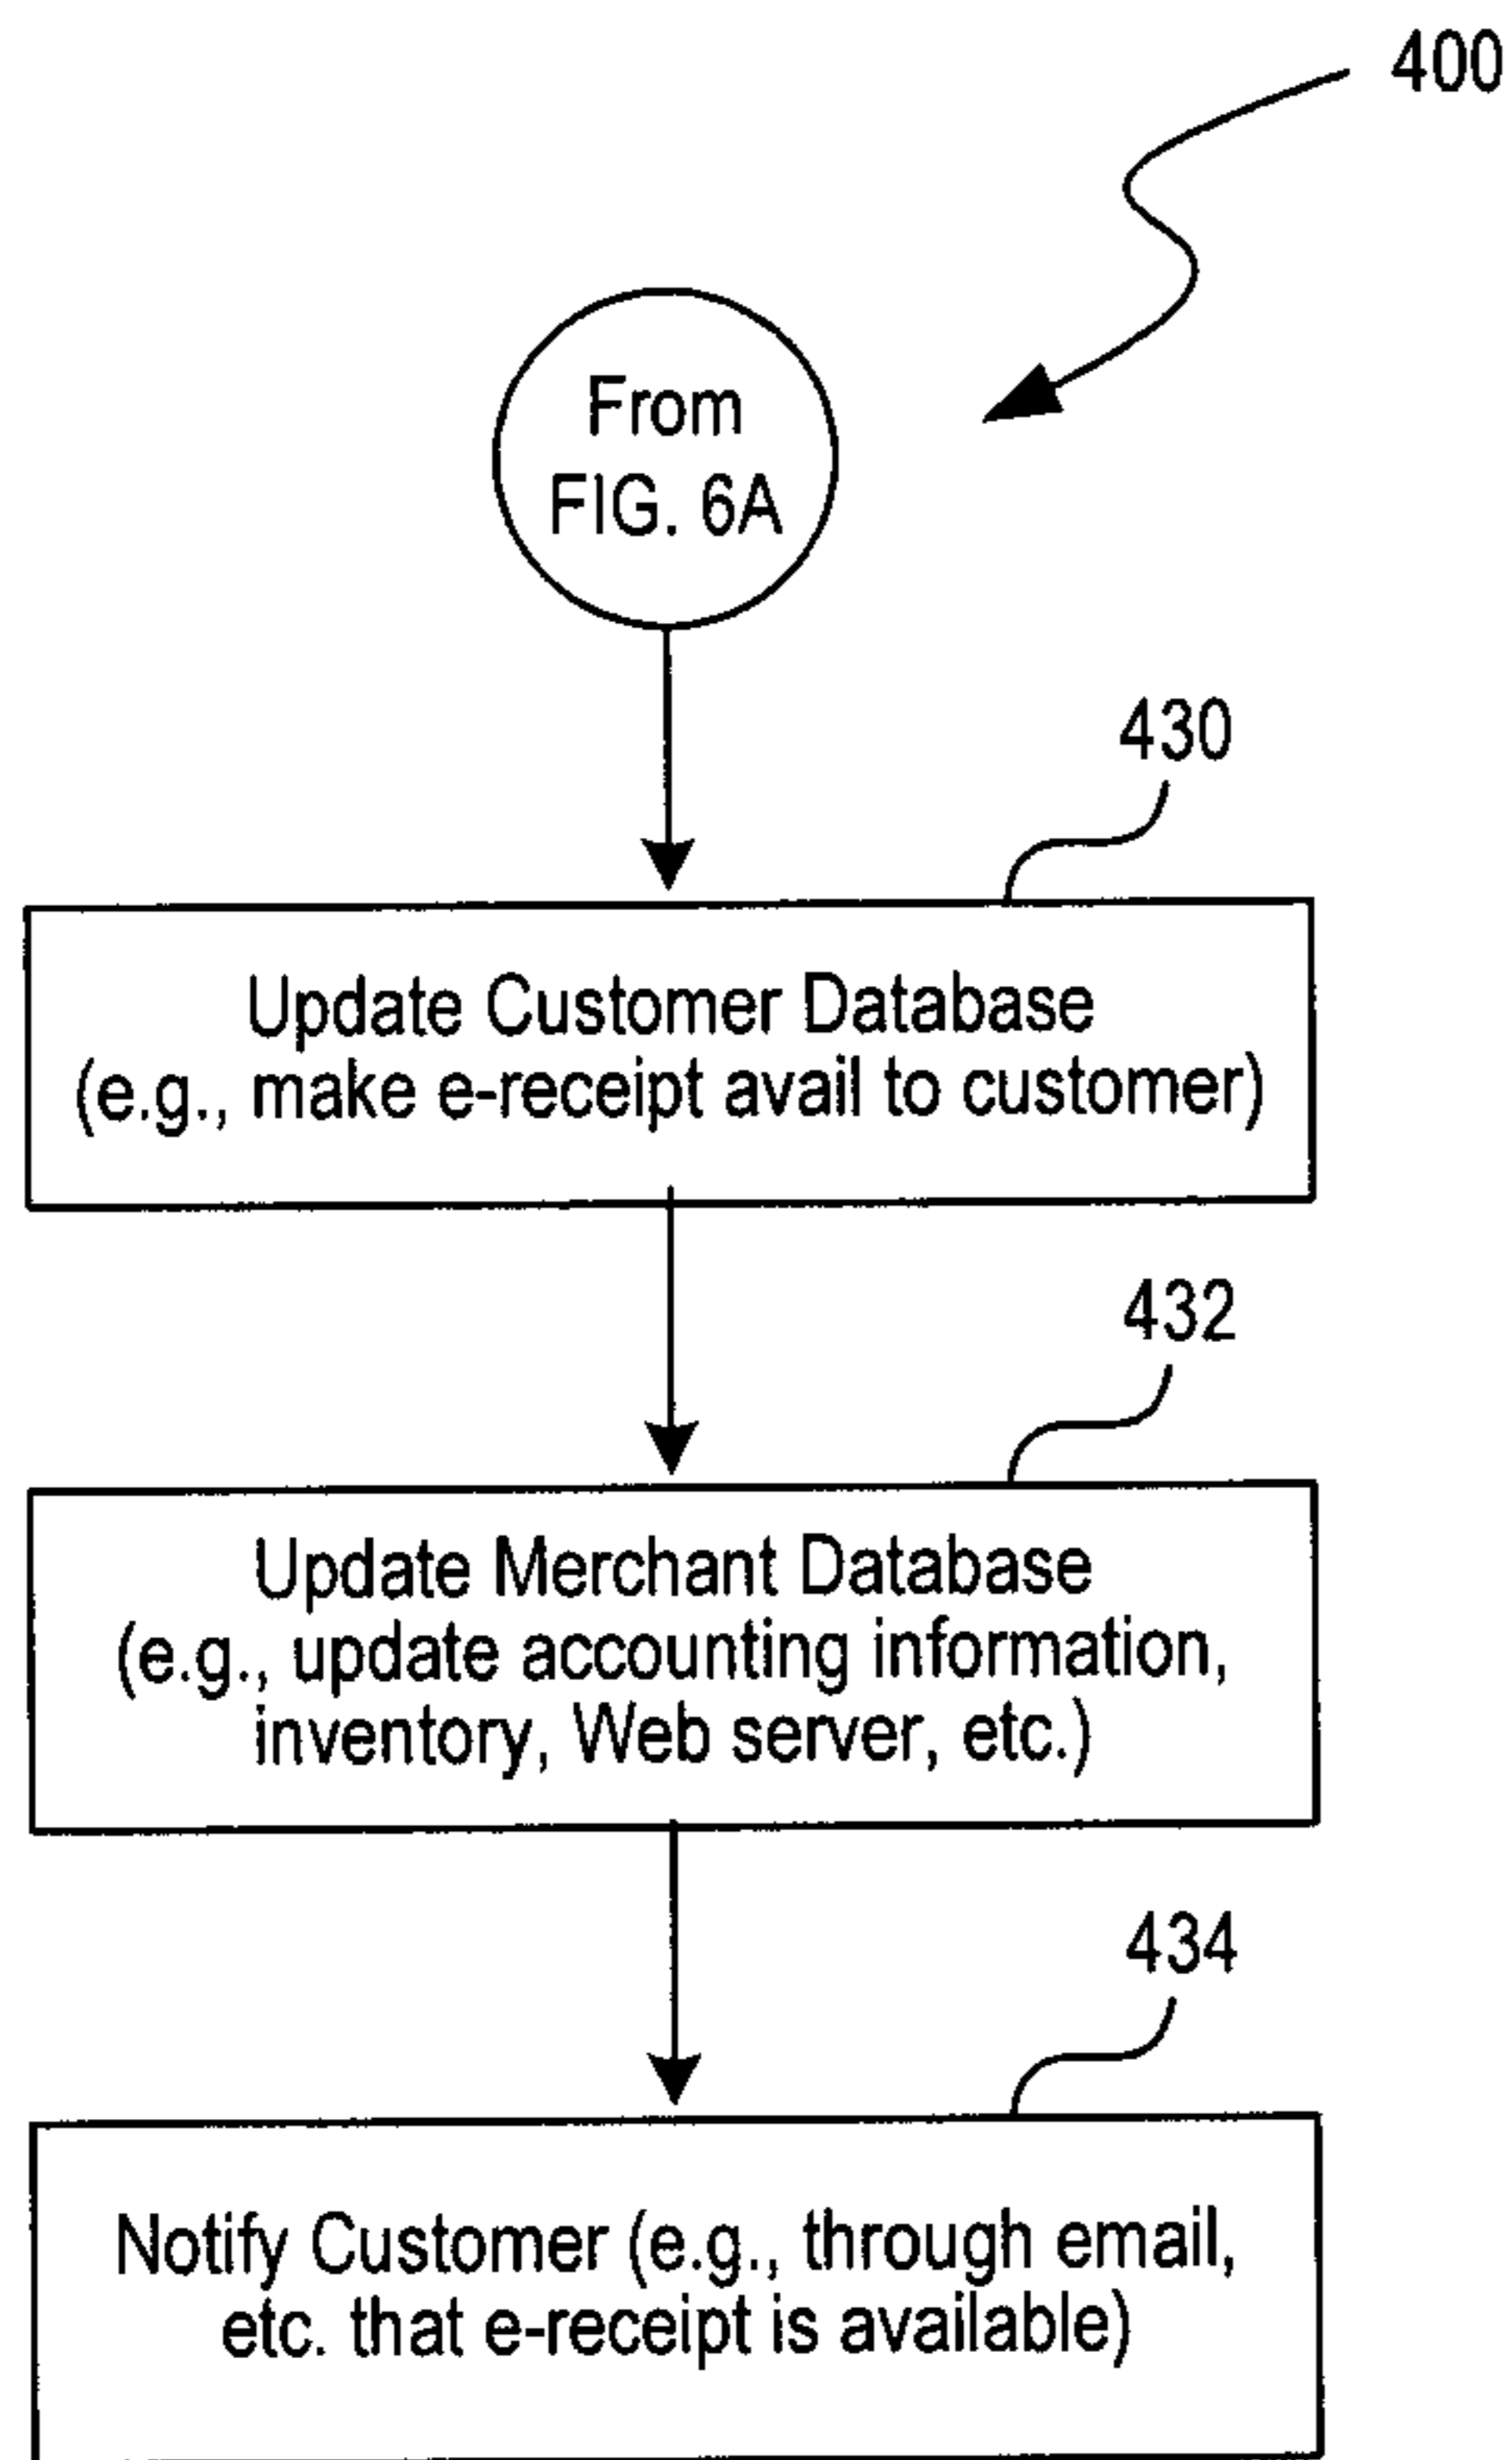 400
From
FIG. 6A
430
Update Customer Database
(e.g., make e-receipt avail to customer)
432
Update Merchant Database
(e.g., update accounting information,
inventory, Web server, etc.)
434
Notify Customer (e.g., through email,
etc. that e-receipt is available)